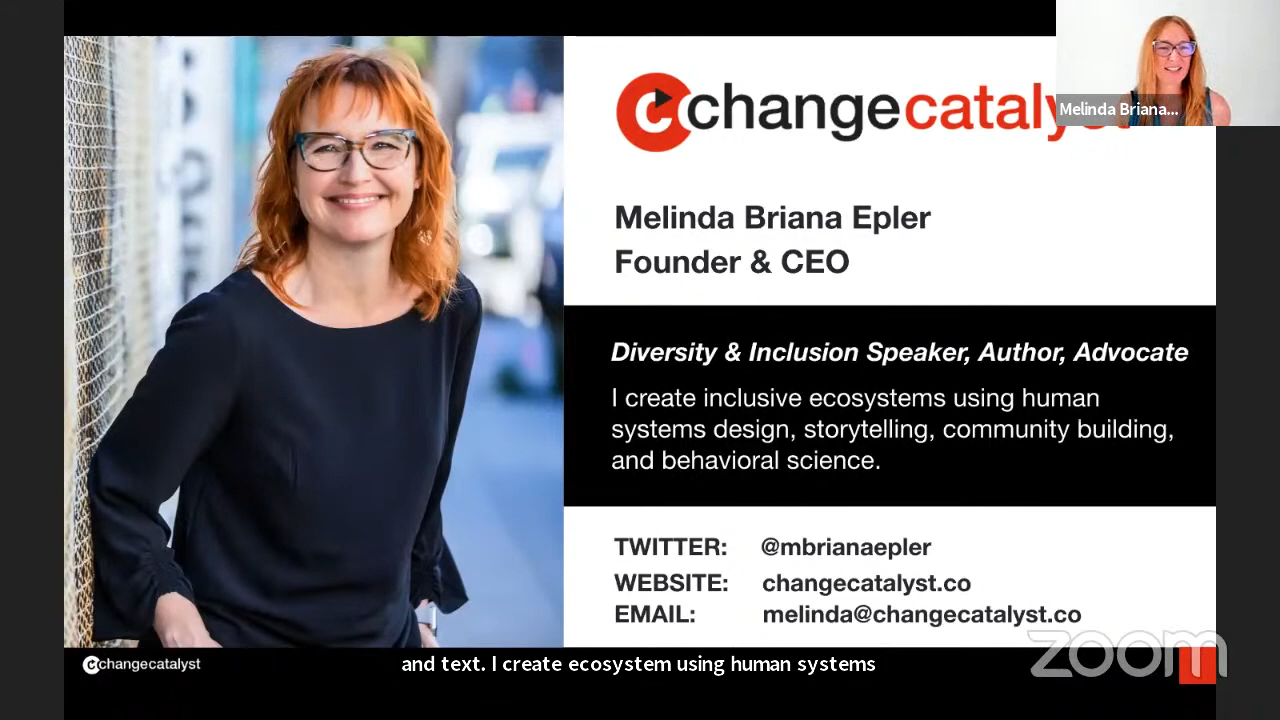 changecataly
Melinda Briana...
Melinda Briana Epler
Founder & CEO
Diversity & Inclusion Speaker, Author, Advocate
I create inclusive ecosystems using human
systems design, storytelling, community building,
and behavioral science.
TWITTER: @mbrianaepler
WEBSITE: changecatalyst.co
EMAIL: melinda@changecatalyst.co
zoom
changecatalyst
and text. I create ecosystem using human systems